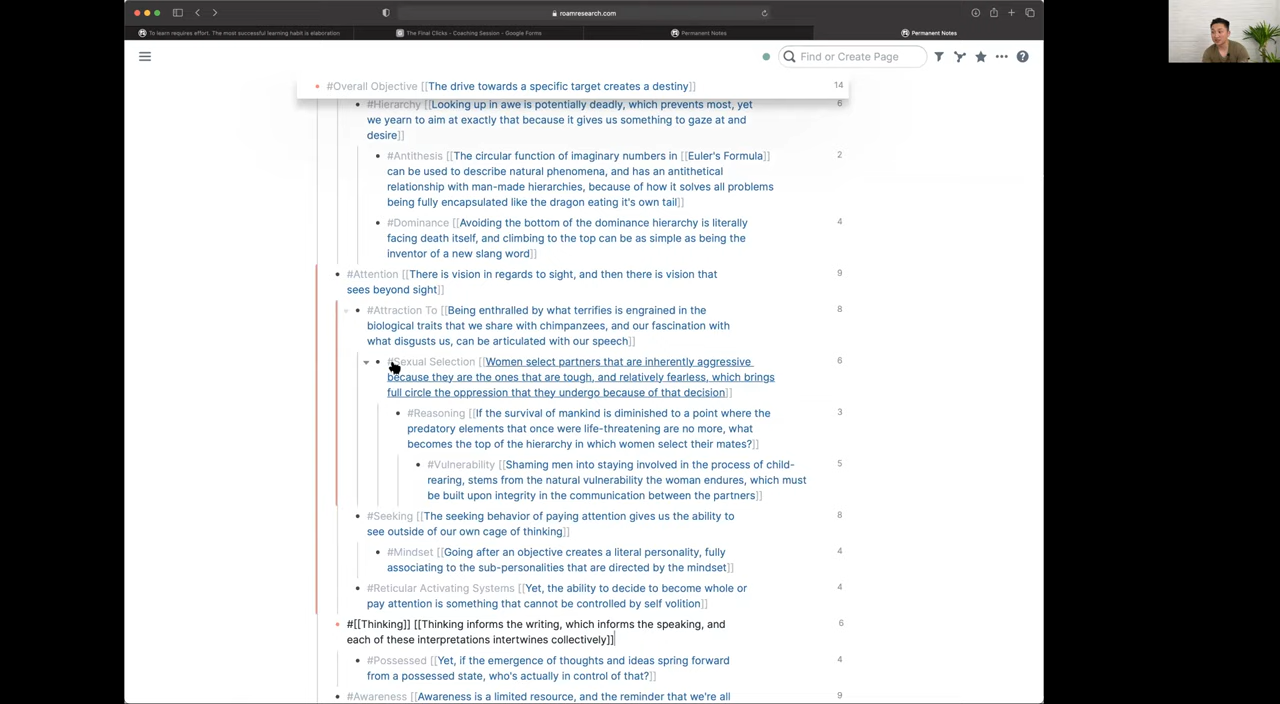 roamresearch.com
To learn requires effort. The most successful learning habit is elaboration
The Final Clicks - Coaching Session - Google Forms
Permanent Notes
Permanent Notes
Find or Create Page
#Overall Objective [[The drive towards a specific target creates a destiny]]
14
#Hierarchy [[Looking up in awe is potentially deadly, which prevents most, yet
6
we yearn to aim at exactly that because it gives us something to gaze at and
desire]]
#Antithesis [[The circular function of imaginary numbers in [[Euler's Formula]]
2
can be used to describe natural phenomena, and has an antithetical
relationship with man-made hierarchies, because of how it solves all problems
being fully encapsulated like the dragon eating it's own tail]]
#Dominance [[Avoiding the bottom of the dominance hierarchy is literally
4
facing death itself, and climbing to the top can be as simple as being the
inventor of a new slang word]]
#Attention [[There is vision in regards to sight, and then there is vision that
9
sees beyond sight]]
#Attraction To [[Being enthralled by what terrifies is engrained in the
8
biological traits that we share with chimpanzees, and our fascination with
what disgusts us, can be articulated with our speech]]
#Sexual Selection [[Women select partners that are inherently aggressive
6
because they are the ones that are tough, and relatively fearless, which brings
full circle the oppression that they undergo because of that decision]]
#Reasoning [[If the survival of mankind is diminished to a point where the
3
predatory elements that once were life-threatening are no more, what
becomes the top of the hierarchy in which women select their mates?]]
#Vulnerability [[Shaming men into staying involved in the process of child-
5
rearing, stems from the natural vulnerability the woman endures, which must
be built upon integrity in the communication between the partners]]
#Seeking [[The seeking behavior of paying attention gives us the ability to
8
see outside of our own cage of thinking]]
#Mindset [[Going after an objective creates a literal personality, fully
4
associating to the sub-personalities that are directed by the mindset]]
#Reticular Activating Systems [[Yet, the ability to decide to become whole or
4
pay attention is something that cannot be controlled by self volition]]
#[[Thinking]] [[Thinking informs the writing, which informs the speaking, and
6
each of these interpretations intertwines collectively]]
#Possessed [[Yet, if the emergence of thoughts and ideas spring forward
4
from a possessed state, who's actually in control of that?]]
#Awareness [[Awareness is a limited resource, and the reminder that we're all
9